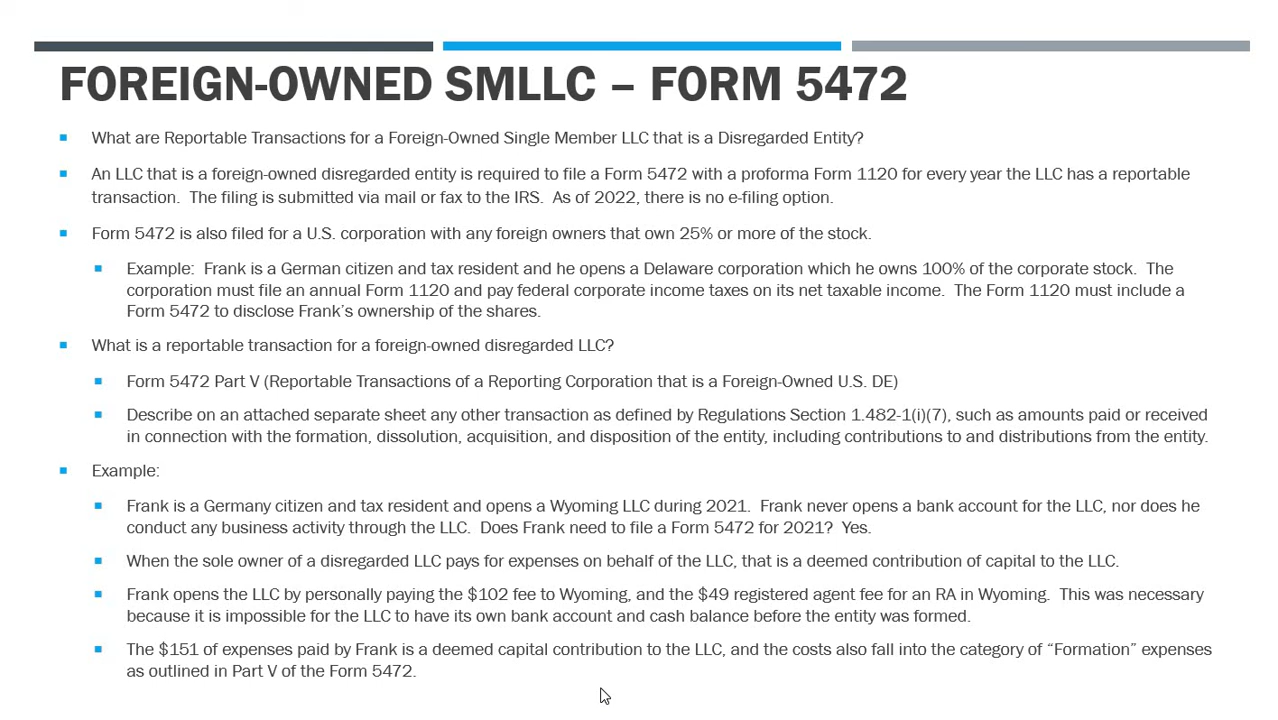 FOREIGN-OWNED SMLLC – FORM 5472
What are Reportable Transactions for a Foreign-Owned Single Member LLC that is a Disregarded Entity?
An LLC that is a foreign-owned disregarded entity is required to file a Form 5472 with a proforma Form 1120 for every year the LLC has a reportable
transaction. The filing is submitted via mail or fax to the IRS. As of 2022, there is no e-filing option.
Form 5472 is also filed for a U.S. corporation with any foreign owners that own 25% or more of the stock.
Example: Frank is a German citizen and tax resident and he opens a Delaware corporation which he owns 100% of the corporate stock. The
corporation must file an annual Form 1120 and pay federal corporate income taxes on its net taxable income. The Form 1120 must include a
Form 5472 to disclose Frank's ownership of the shares.
What is a reportable transaction for a foreign-owned disregarded LLC?
Form 5472 Part V (Reportable Transactions of a Reporting Corporation that is a Foreign-Owned U.S. DE)
Describe on an attached separate sheet any other transaction as defined by Regulations Section 1.482-1(i)(7), such as amounts paid or received
in connection with the formation, dissolution, acquisition, and disposition of the entity, including contributions to and distributions from the entity.
Example:
Frank is a Germany citizen and tax resident and opens a Wyoming LLC during 2021. Frank never opens a bank account for the LLC, nor does he
conduct any business activity through the LLC. Does Frank need to file a Form 5472 for 2021? Yes.
When the sole owner of a disregarded LLC pays for expenses on behalf of the LLC, that is a deemed contribution of capital to the LLC.
Frank opens the LLC by personally paying the $102 fee to Wyoming, and the $49 registered agent fee for an RA in Wyoming. This was necessary
because it is impossible for the LLC to have its own bank account and cash balance before the entity was formed.
The $151 of expenses paid by Frank is a deemed capital contribution to the LLC, and the costs also fall into the category of “Formation” expenses
as outlined in Part V of the Form 5472.